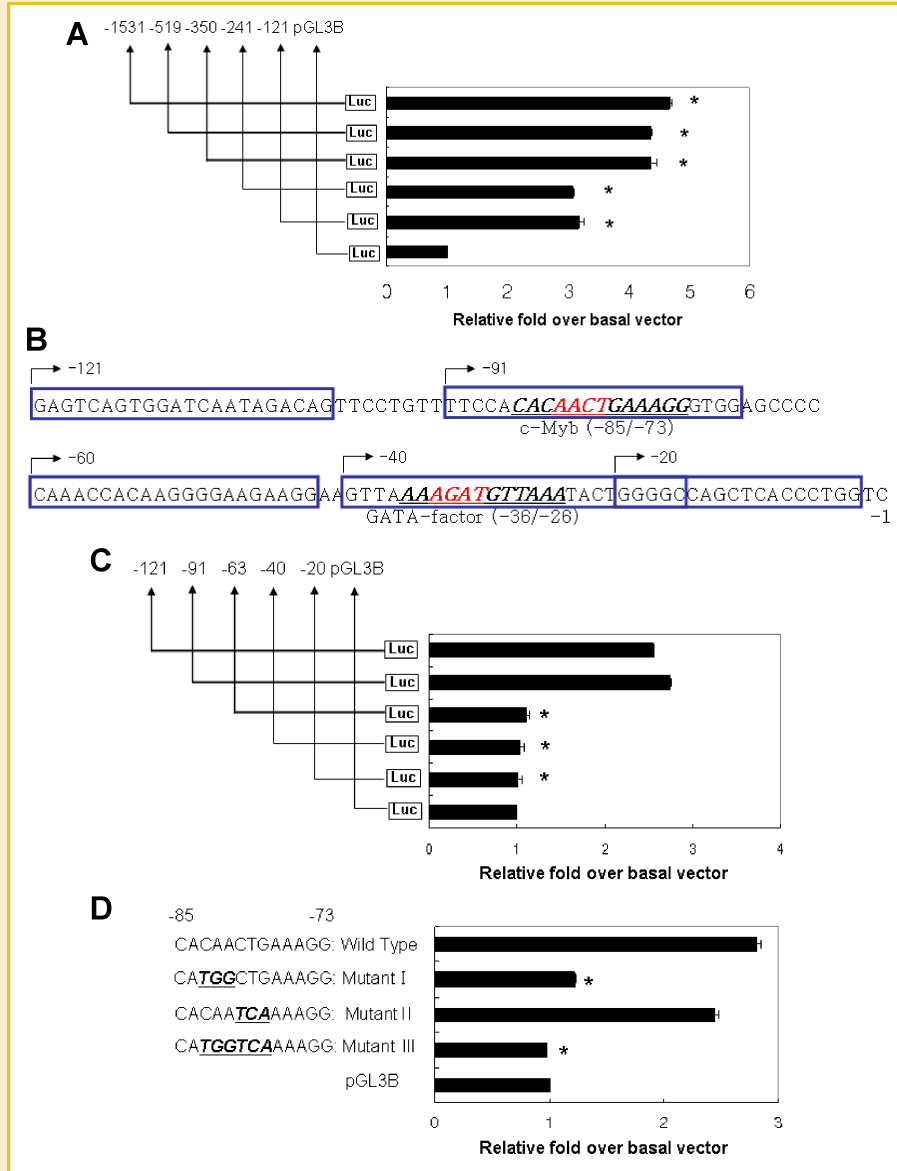 A
-1531 -519 -350 -241 -121 pGL3B
Luc *
Luc *
Luc *
Luc *
Luc *
Luc
0 1 2 3 4 5 6
Relative fold over basal vector
B
-121 -91
GAGTCAGTGGATCAATAGACAGTTCCTGTTTTCCACACAACTGAAAGGGTGGAGCCCC
c-Myb (-85/-73)
-60 -40 -20
CAAACCACAAGGGGAAGAAGGAAGTTAAAAGATGTTAAATACTGGGGCCAGCTCACCCTGGTC
GATA-factor (-36/-26) -1
C
-121 -91 -63 -40 -20 pGL3B
Luc
Luc
Luc *
Luc *
Luc *
Luc
0 1 2 3 4
Relative fold over basal vector
D
-85 -73
CACAACTGAAAGG: Wild Type
CATGGCTGAAAGG: Mutant I *
CACAATCAAAAGG: Mutant II
CATGGTCAAAAGG: Mutant III *
pGL3B
0 1 2 3
Relative fold over basal vector